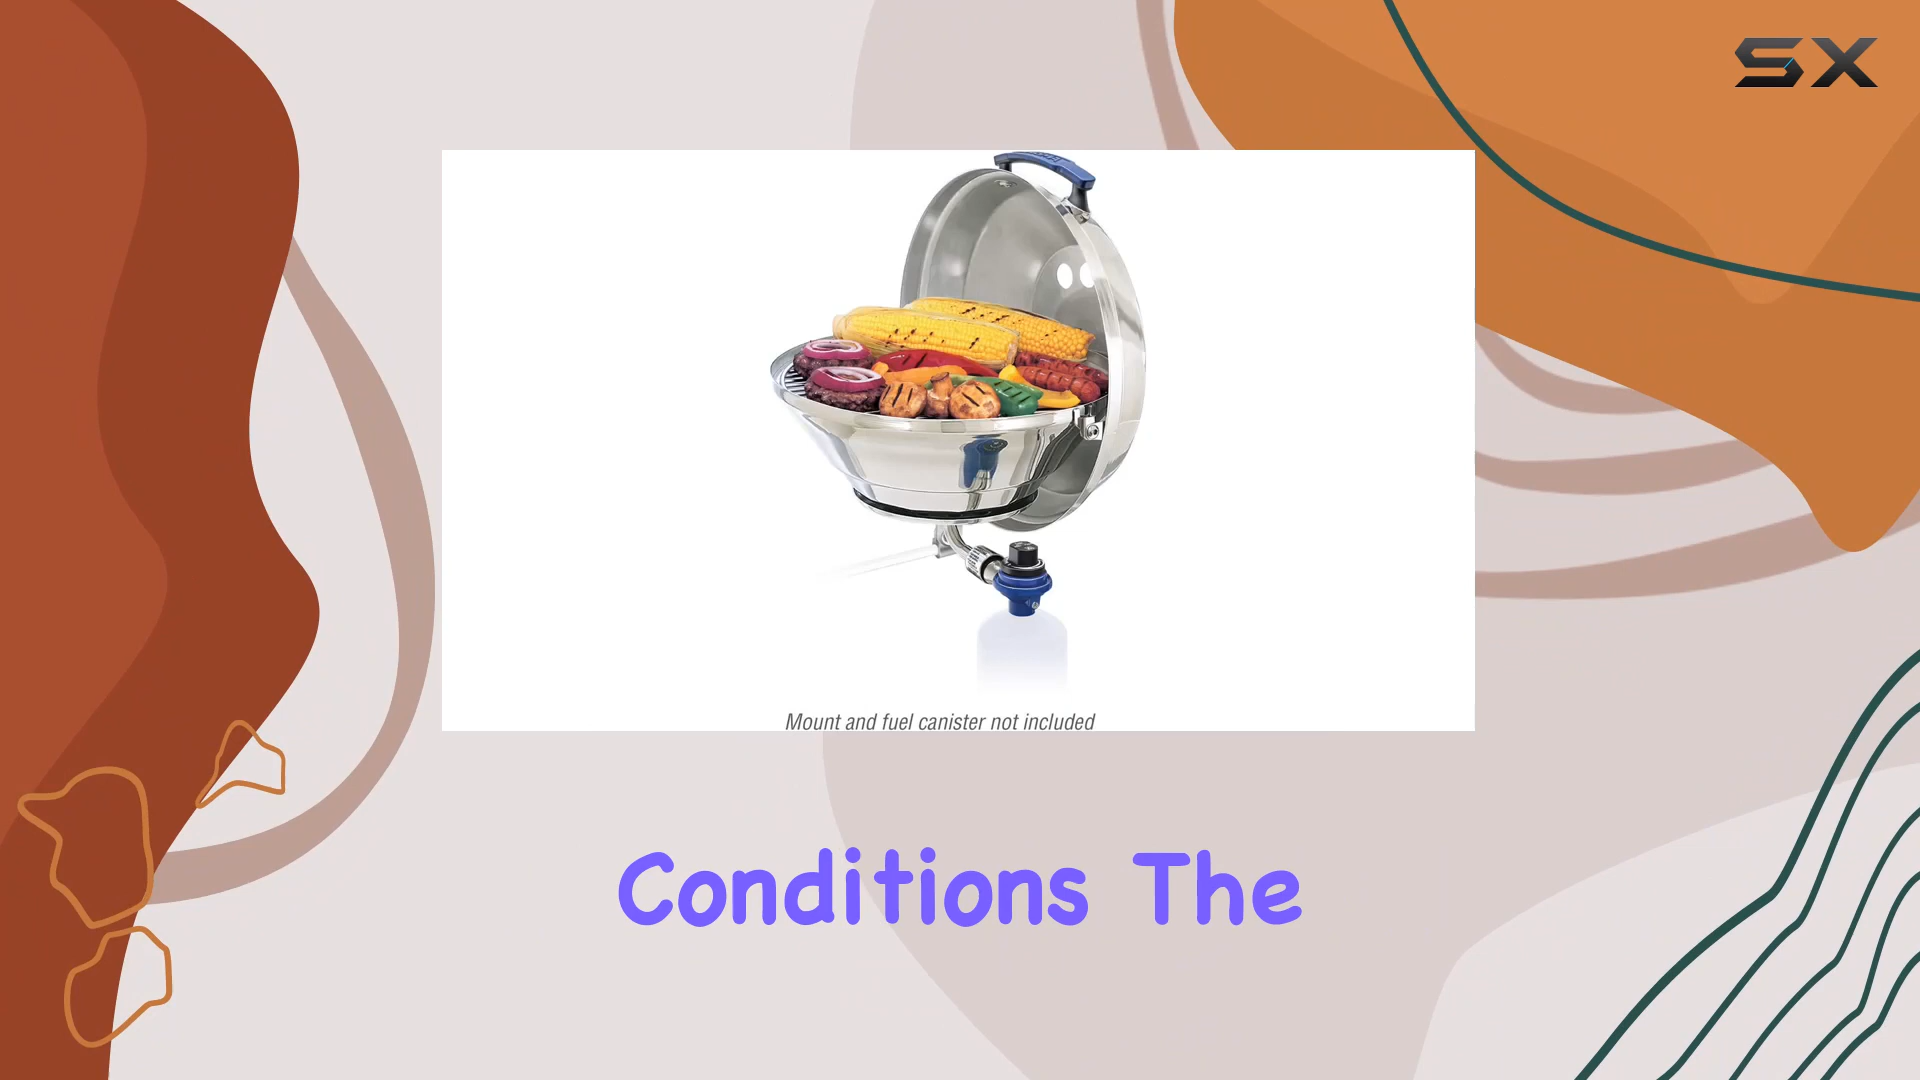 SX
Mount and fuel canister not included
Conditions The